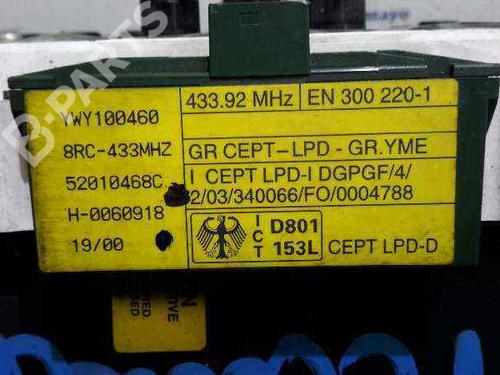 B-PARTS
YWY100460
8RC-433MHZ
52010468C
H-0060918
19/00
433.92 MHz
EN 300 220-1
GR CEPT-LPD - GR.YME
I CEPT LPD-I DGPGF/4/
2/03/340066/FO/0004788
ICT
D801
153L
CEPT LPD-D